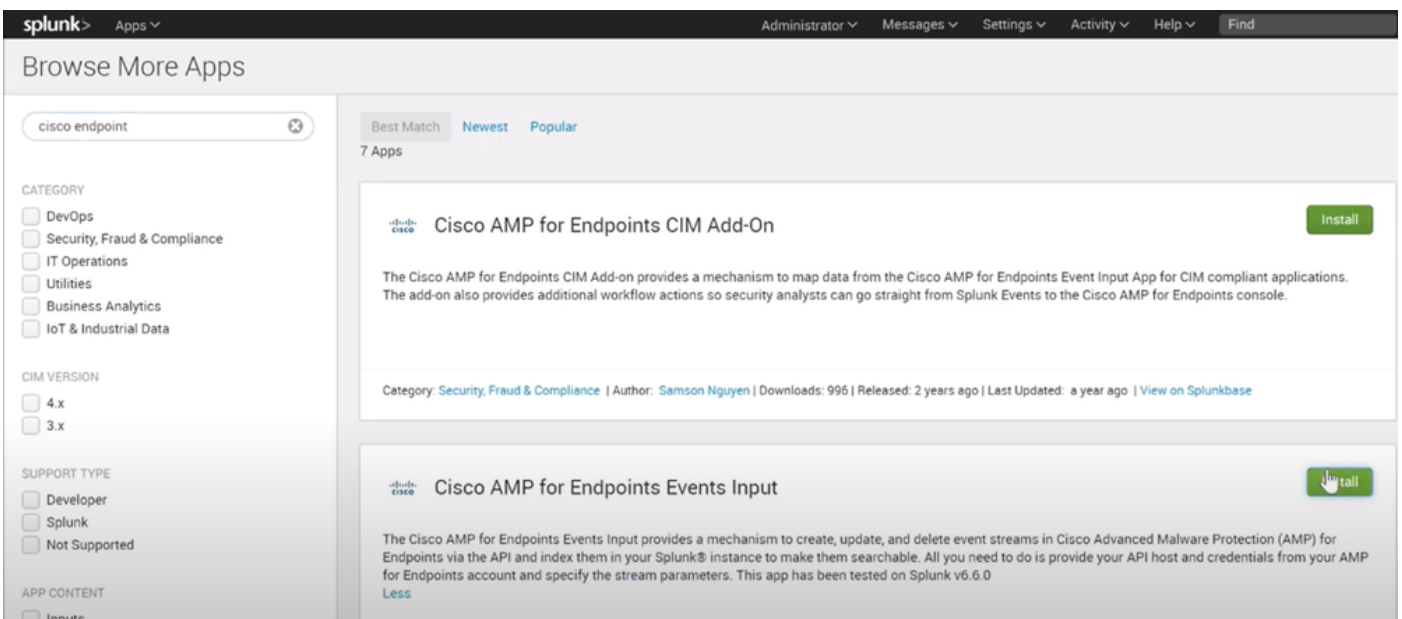 splunk> Apps Administrator Messages Settings Activity Help Find
Browse More Apps
cisco endpoint
CATEGORY
DevOps
Security, Fraud & Compliance
IT Operations
Utilities
Business Analytics
IoT & Industrial Data
CIM VERSION
4.x
3.x
SUPPORT TYPE
Developer
Splunk
Not Supported
APP CONTENT
Inputs
Best Match Newest Popular
7 Apps
cisco
Cisco AMP for Endpoints CIM Add-On
Install
The Cisco AMP for Endpoints CIM Add-on provides a mechanism to map data from the Cisco AMP for Endpoints Event Input App for CIM compliant applications.
The add-on also provides additional workflow actions so security analysts can go straight from Splunk Events to the Cisco AMP for Endpoints console.
Category: Security, Fraud & Compliance | Author: Samson Nguyen | Downloads: 996 | Released: 2 years ago | Last Updated: a year ago | View on Splunkbase
cisco
Cisco AMP for Endpoints Events Input
The Cisco AMP for Endpoints Events Input provides a mechanism to create, update, and delete event streams in Cisco Advanced Malware Protection (AMP) for
Endpoints via the API and index them in your Splunk® instance to make them searchable. All you need to do is provide your API host and credentials from your AMP
for Endpoints account and specify the stream parameters. This app has been tested on Splunk v6.6.0
Less